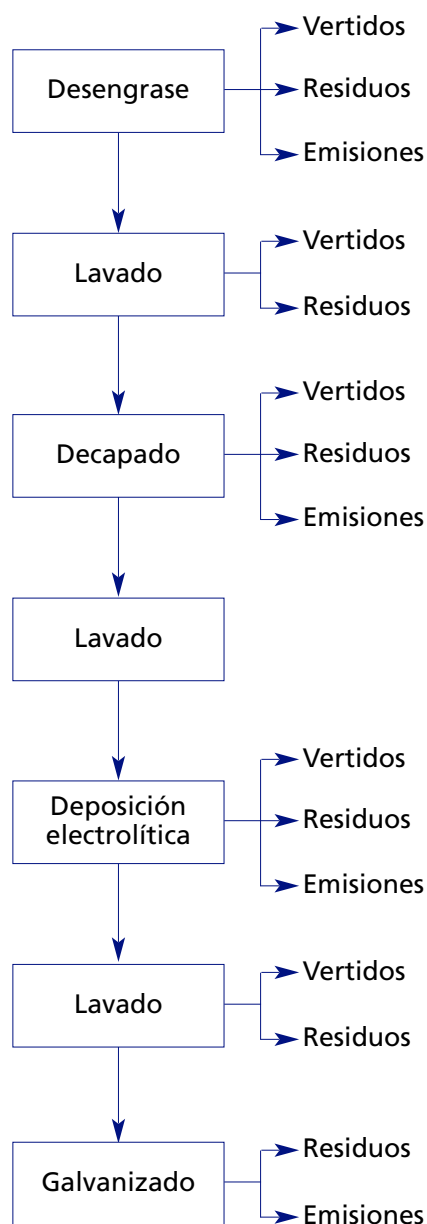 Desengrase
Vertidos
Residuos
Emisiones
Lavado
Vertidos
Residuos
Decapado
Vertidos
Residuos
Emisiones
Lavado
Deposición
electrolítica
Vertidos
Residuos
Emisiones
Lavado
Vertidos
Residuos
Galvanizado
Residuos
Emisiones